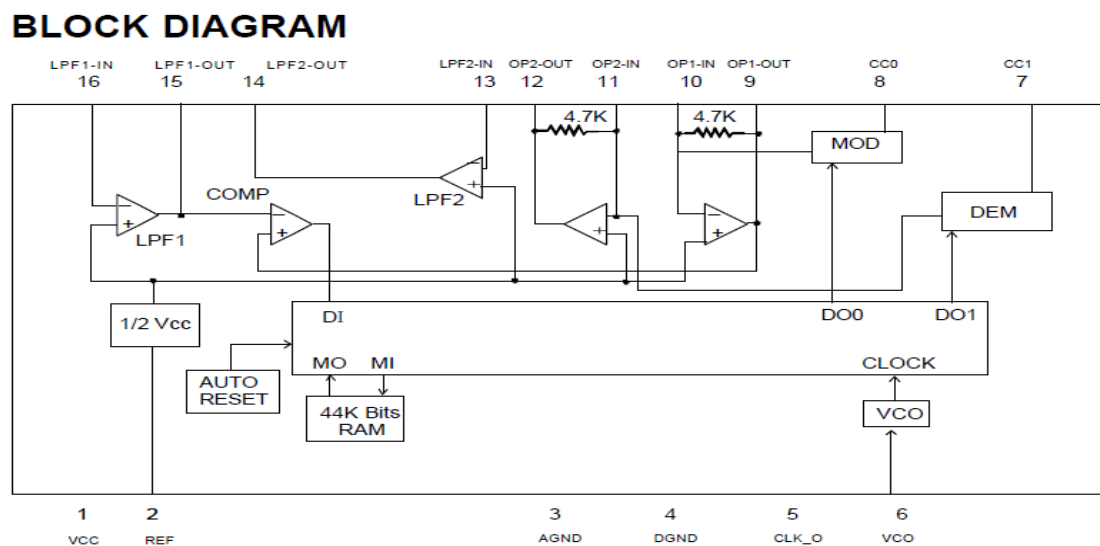 BLOCK DIAGRAM
LPF1-IN LPF1-OUT LPF2-OUT LPF2-IN OP2-OUT OP2-IN OP1-IN OP1-OUT CC0 CC1
16 15 14 13 12 11 10 9 8 7
4.7K 4.7K
MOD
COMP
− + LPF1
− +
− + LPF2
− +
− +
DEM
1/2 Vcc
DI DO0 DO1
MO MI CLOCK
AUTO
RESET
44K Bits
RAM
VCO
1 2 3 4 5 6
VCC REF AGND DGND CLK_O VCO